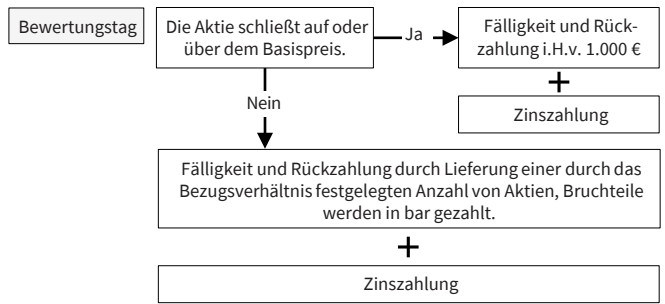 Bewertungstag
Die Aktie schließt auf oder
über dem Basispreis.
Ja
Fälligkeit und Rück-
zahlung i.H.v. 1.000 €
+
Zinszahlung
Nein
Fälligkeit und Rückzahlung durch Lieferung einer durch das
Bezugsverhältnis festgelegten Anzahl von Aktien, Bruchteile
werden in bar gezahlt.
+
Zinszahlung